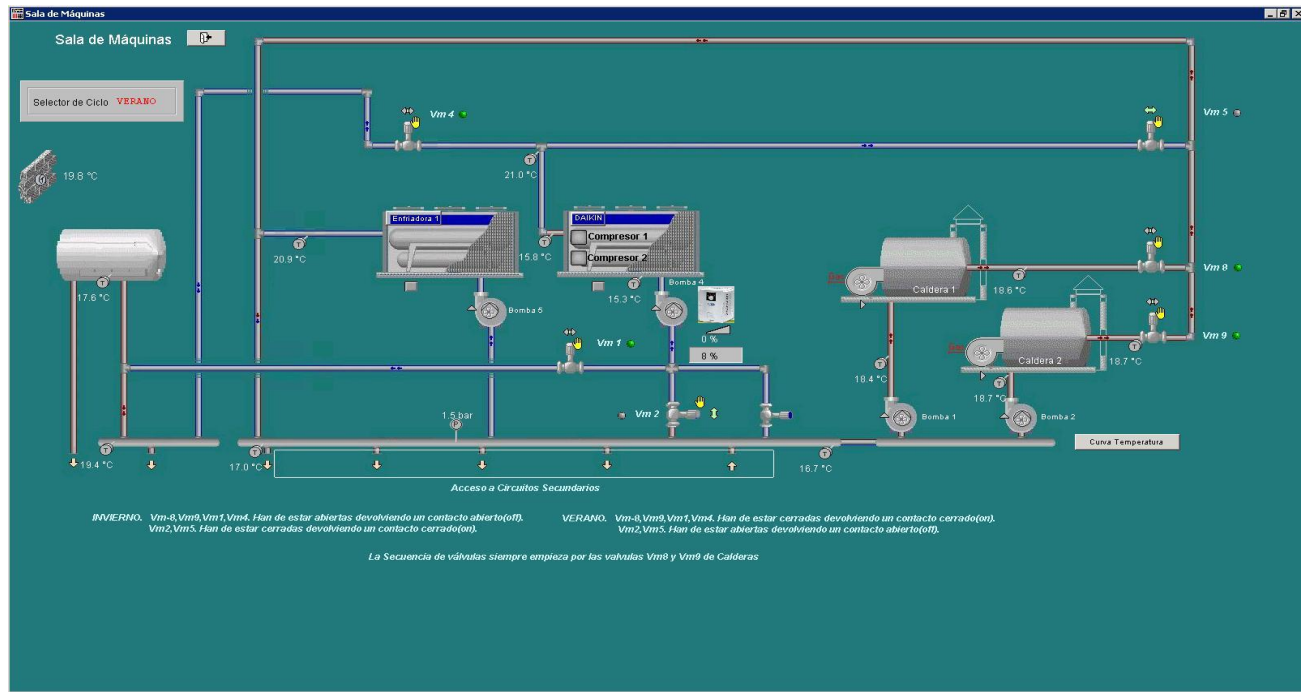 Sala de Máquinas
Sala de Máquinas
Selector de Ciclo VERANO
Vm 4
Vm 5
19.8 ºC
21.0 °C
Enfriadora 1
DAIKIN
Compresor 1
Compresor 2
20.9 °C
15.8 °C
17.6 °C
15.3 °C
Bomba 4
Bomba 5
0 %
8 %
Caldera 1
18.6 °C
Vm 8
Vm 1
Caldera 2
18.7 °C
Vm 9
18.4 °C
18.7 °C
1.5 bar
Vm 2
Bomba 1
Bomba 2
Curva Temperatura
19.4 °C
17.0 °C
16.7 °C
Acceso a Circuitos Secundarios
INVIERNO. Vm-8,Vm9,Vm1,Vm4. Han de estar abiertas devolviendo un contacto abierto(off).
Vm2,Vm5. Han de estar cerradas devolviendo un contacto cerrado(on).
VERANO. Vm-8,Vm9,Vm1,Vm4. Han de estar cerradas devolviendo un contacto cerrado(on).
Vm2,Vm5. Han de estar abiertas devolviendo un contacto abierto(off).
La Secuencia de válvulas siempre empieza por las valvulas Vm8 y Vm9 de Calderas